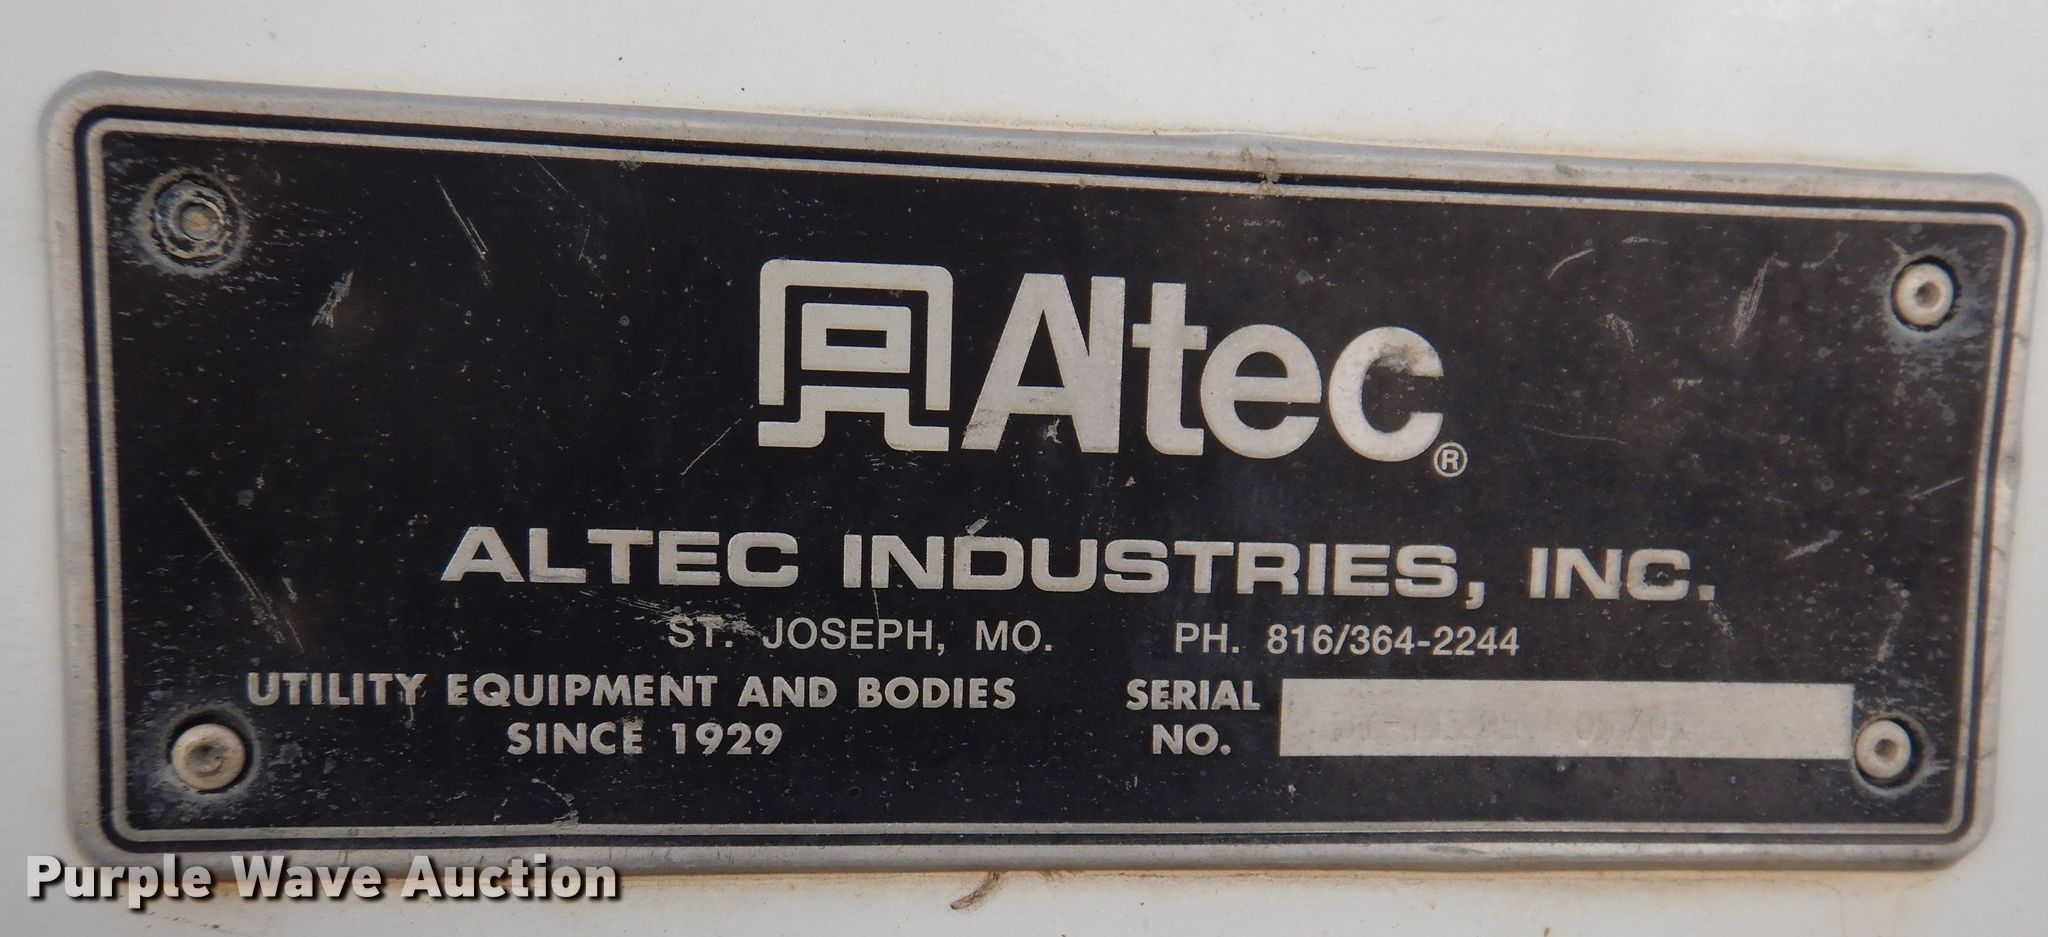 Altec®
ALTEC INDUSTRIES, INC.
ST. JOSEPH, MO. PH. 816/364-2244
UTILITY EQUIPMENT AND BODIES
SINCE 1929
SERIAL
NO.
Purple Wave Auction